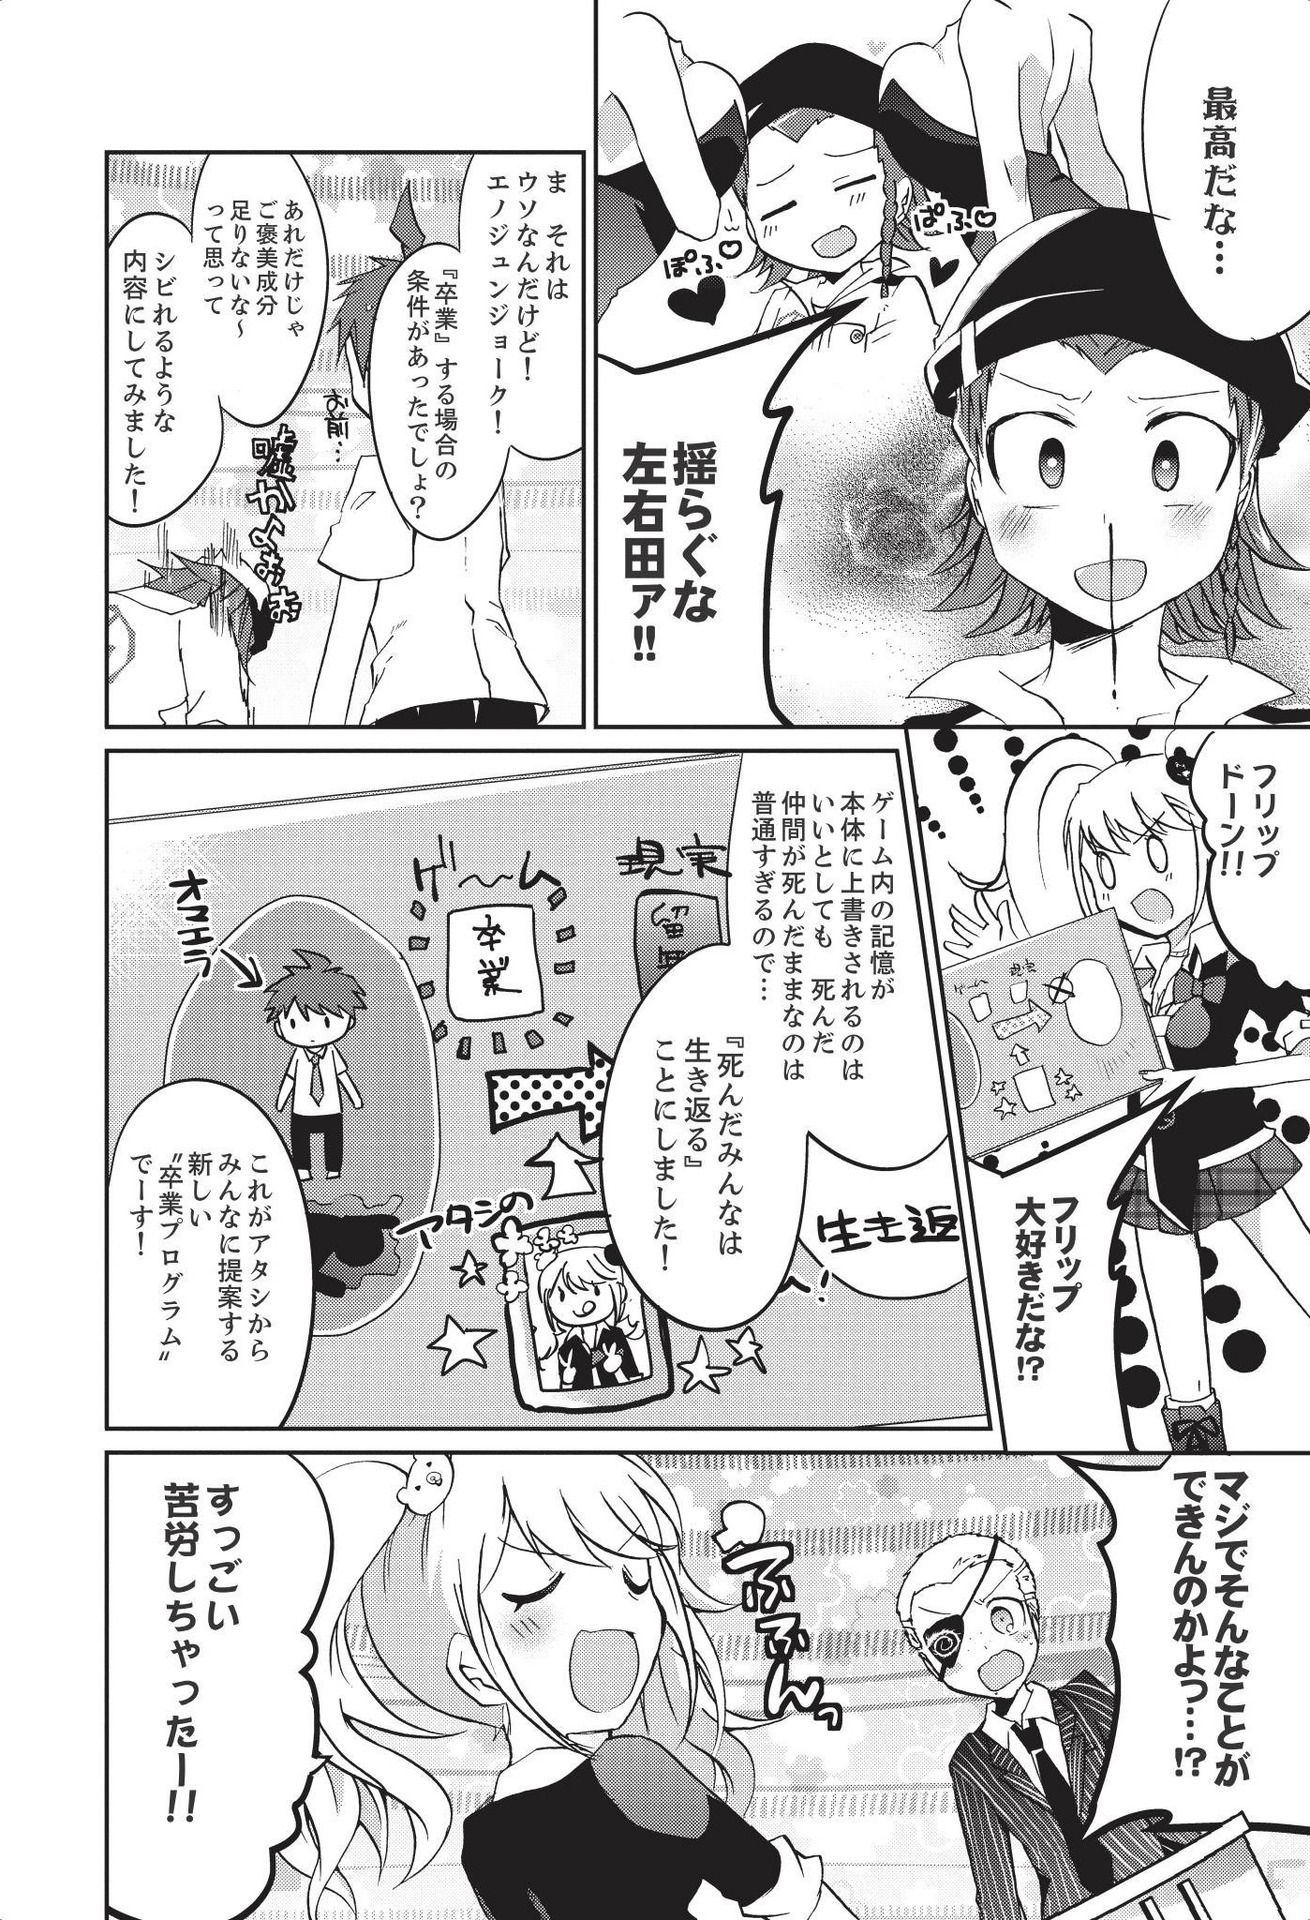 最高だな…
ぱふ
ぽふ
揺らぐな
左右田ァ!!
ま それは
ウソなんだけど!
エノジュンジョーク!
『卒業』する場合の
条件があったでしょ?
お前…
あれだけじゃ
ご褒美成分
足りないいな~
って思って
シビれるような
内容にしてみました!
フリップ
ドーン!!
フリップ
大好きだな!?
現実
ゲーム
ゲーム内の記憶が
本体に上書きされるのは
いいとしても 死んだ
仲間が死んだままなのは
普通すぎるので…
『死んだみんなは
生き返る』
ことにしました!
現実
留
ゲーム
卒業
オマエラ
アタシの
生き返
これがアタシから
みんなに提案する
新しい
"卒業プログラム"
でーす!
マジでそんなことが
できんのかよっ…!?
うふふふんっ
すっごい
苦労しちゃったー!!